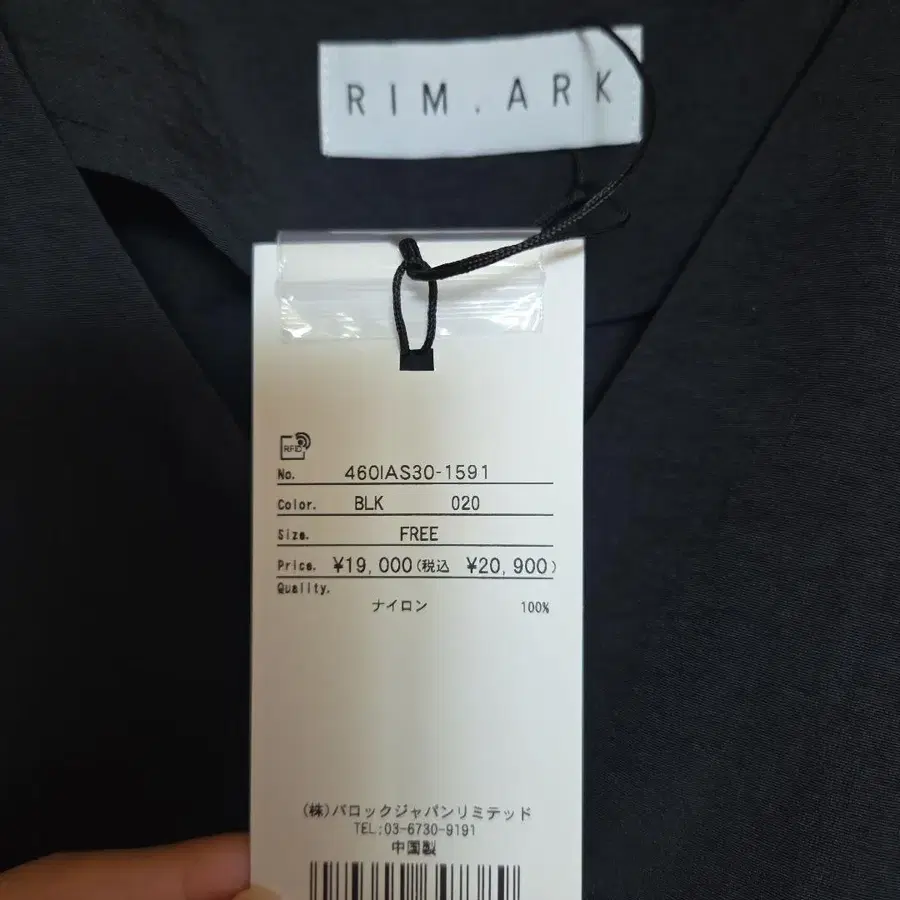 RIM.ARK
RFID
No. 460IAS30-1591
Color. BLK 020
Size. FREE
Price. ¥19,000(税込 ¥20,900)
Quality.
ナイロン 100%
(株)バロックジャパンリミテッド
TEL;03-6730-9191
中国製